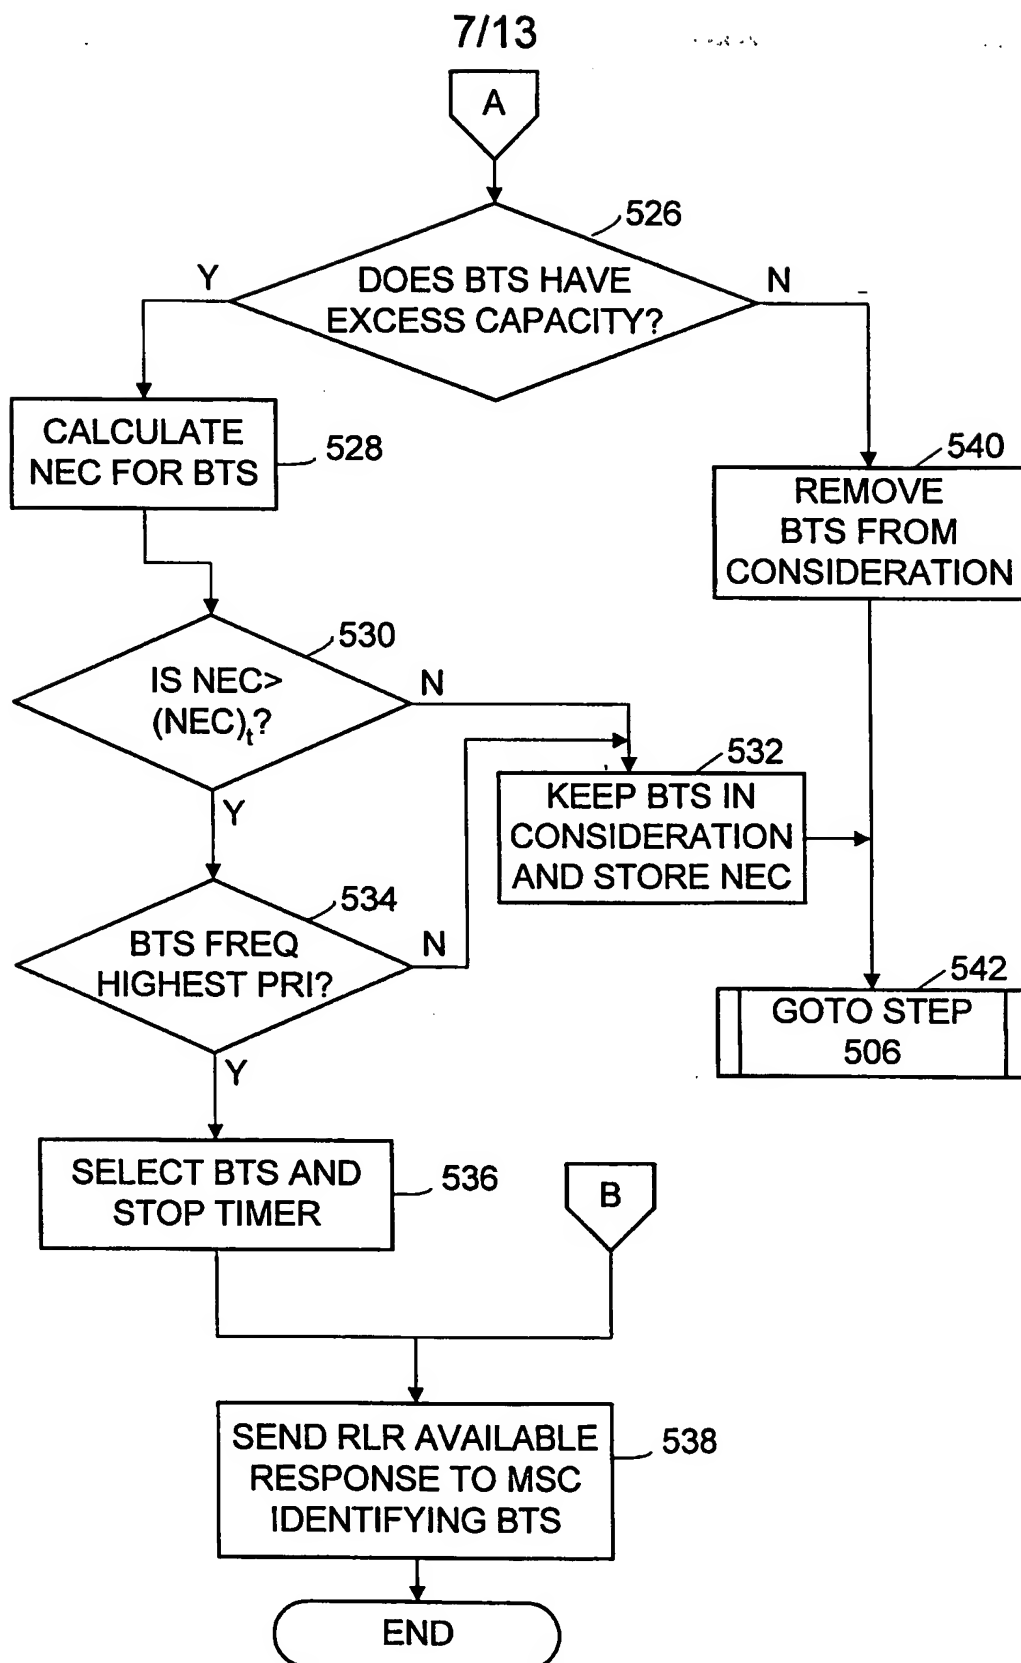 7/13
A
526
DOES BTS HAVE
EXCESS CAPACITY?
Y
N
CALCULATE
NEC FOR BTS
528
540
REMOVE
BTS FROM
CONSIDERATION
530
IS NEC>
(NEC)t?
N
Y
532
KEEP BTS IN
CONSIDERATION
AND STORE NEC
534
BTS FREQ
HIGHEST PRI?
N
Y
542
GOTO STEP
506
SELECT BTS AND
STOP TIMER
536
B
SEND RLR AVAILABLE
RESPONSE TO MSC
IDENTIFYING BTS
538
END